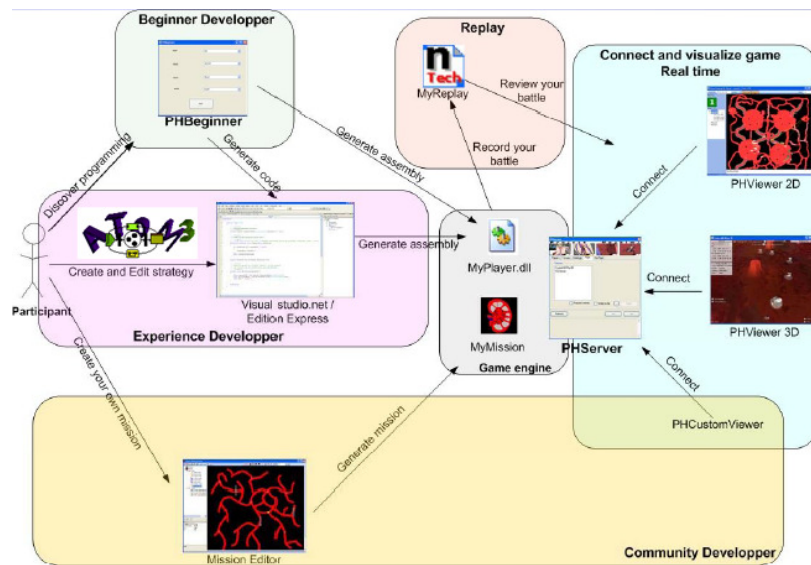 Beginner Developper
PHBeginner
Discover programming
Generate code
Generate assembly
Replay
n
Tech
MyReplay
Review your
battle
Record your
battle
Connect and visualize game
Real time
PHViewer 2D
Connect
ATOM3
Create and Edit strategy
Participant
Visual studio.net /
Edition Express
Experience Developper
Generate assembly
MyPlayer.dll
MyMission
Game engine
PHServer
Connect
PHViewer 3D
Connect
PHCustomViewer
Create your own mission
Generate mission
Mission Editor
Community Developper